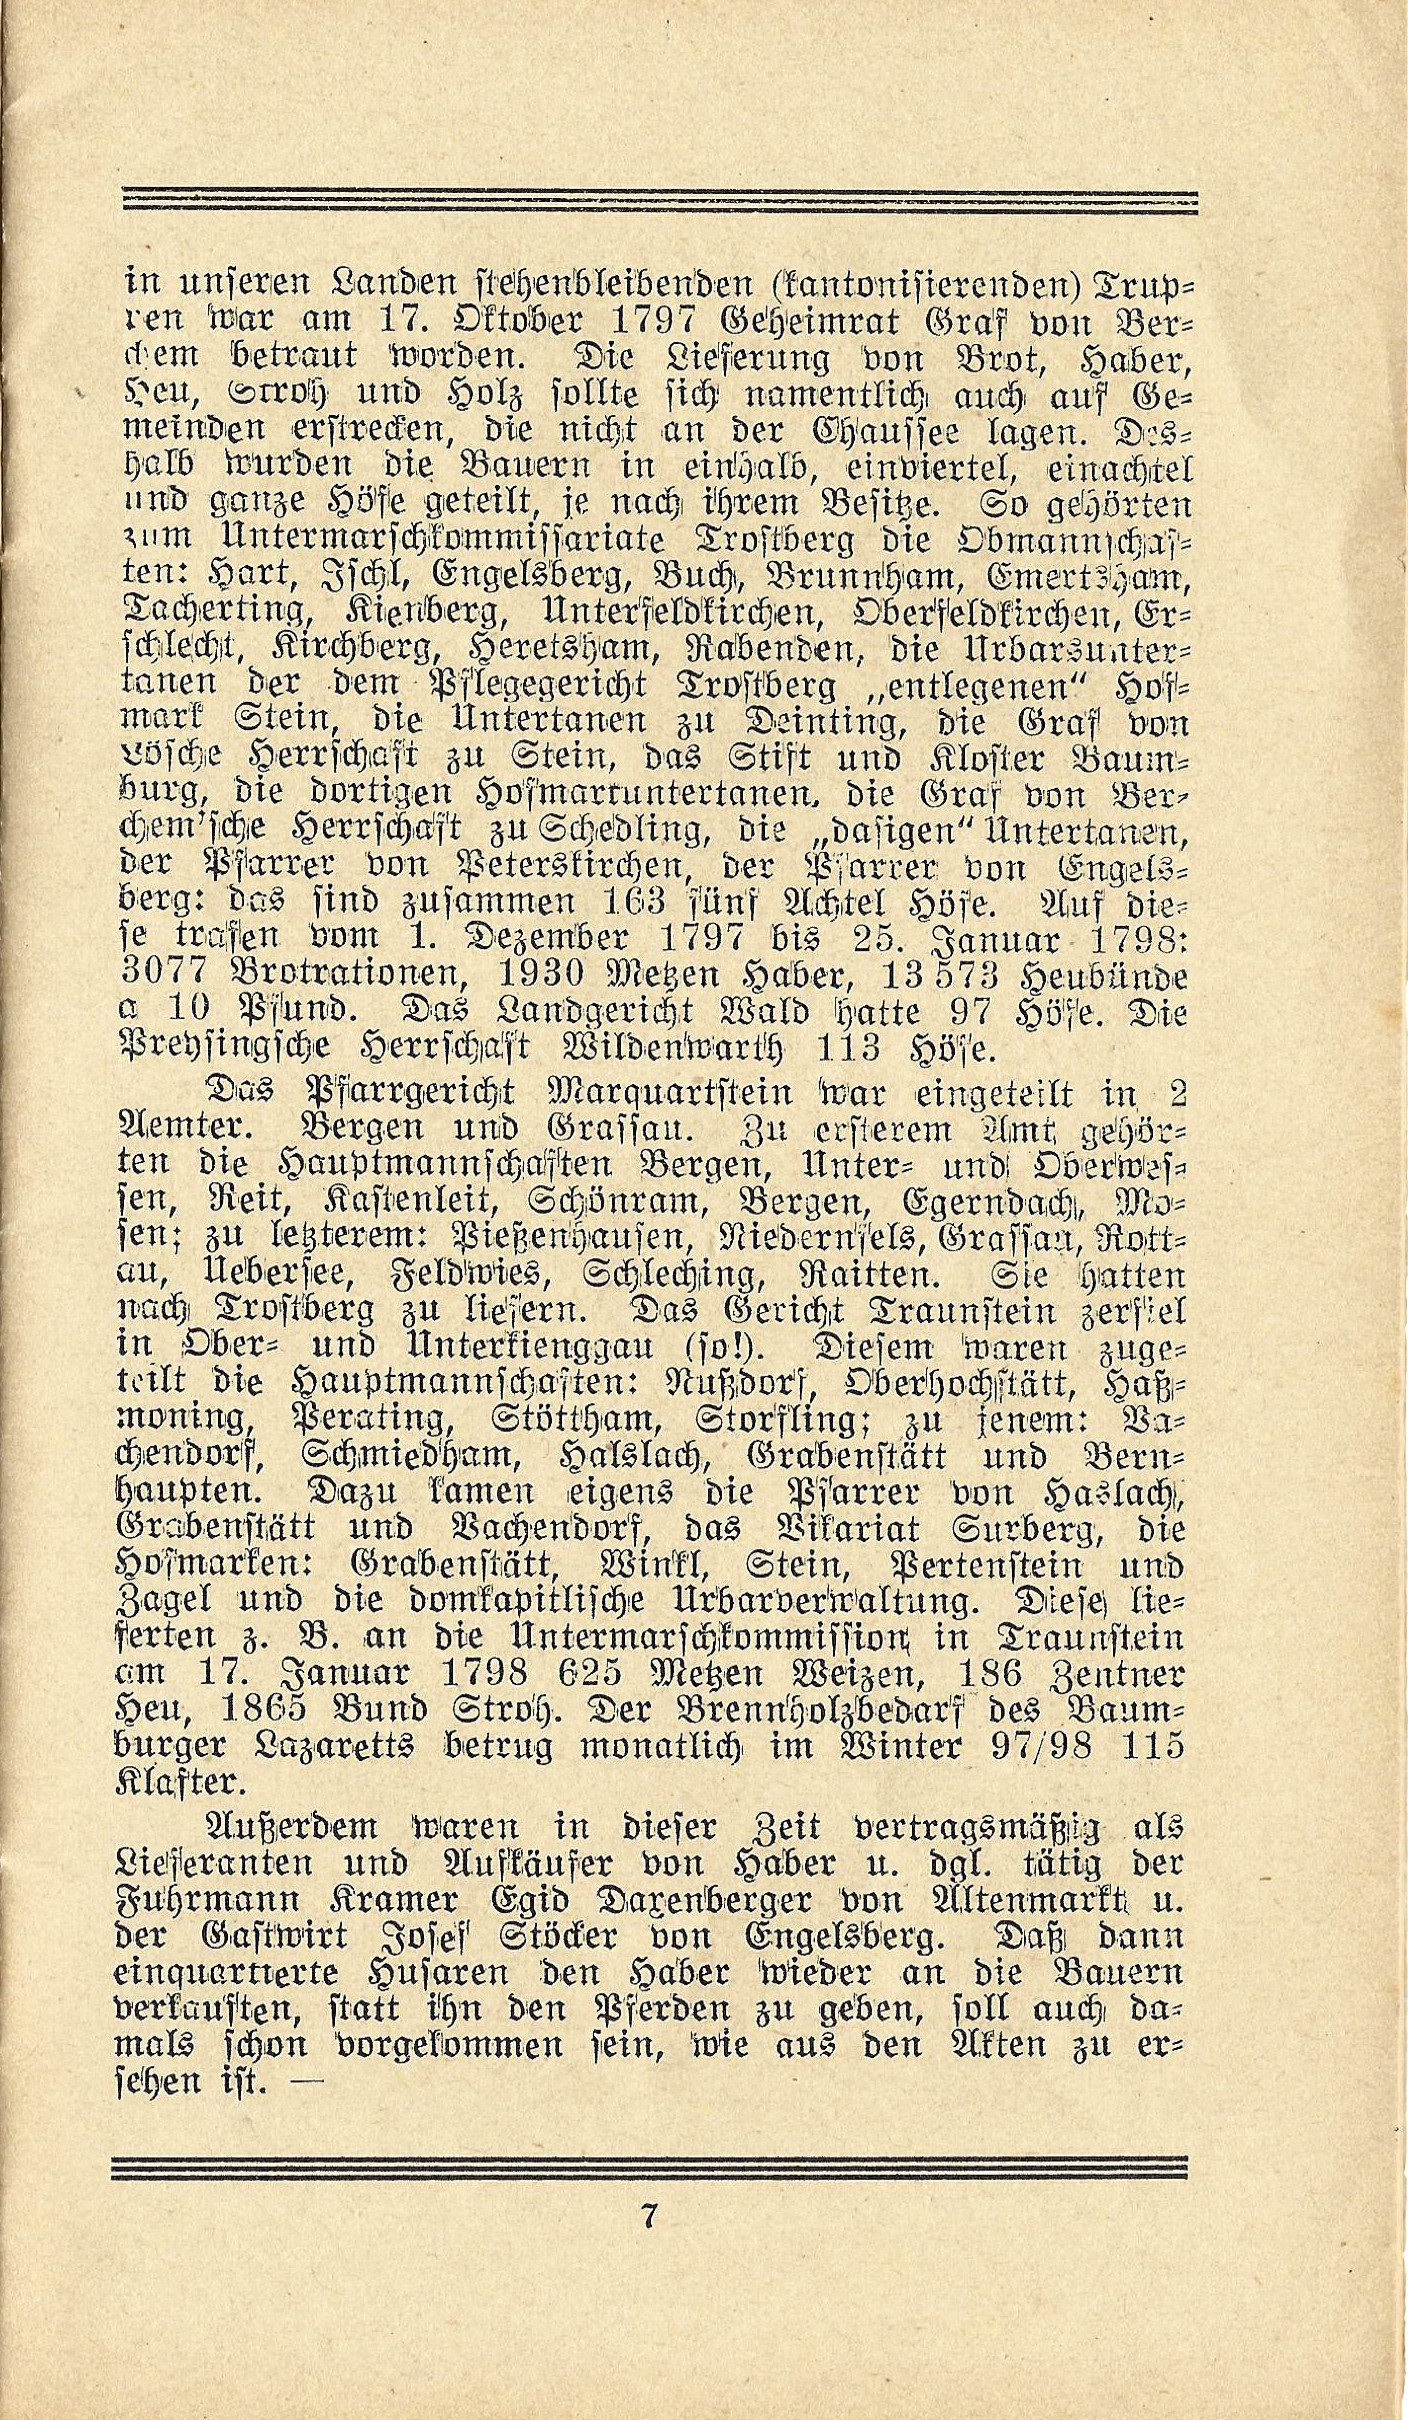 in unseren Landen stehenbleibenden (kantonisierenden) Trup-
pen war am 17. Oktober 1797 Geheimrat Graf von Ber-
chem betraut worden. Die Lieferung von Brot, Haber,
Heu, Stroh und Holz sollte sich namentlich auch auf Ge-
meinden erstrecken, die nicht an der Chaussee lagen. Des-
halb wurden die Bauern in einhalb, einviertel, einachtel
und ganze Höfe geteilt, je nach ihrem Besitze. So gehörten
zum Untermarschkommissariate Trostberg die Obmannschaf-
ten: Hart, Ischl, Engelsberg, Buch, Brunnham, Emertsham,
Tacherting, Kienberg, Unterfeldkirchen, Oberfeldkirchen, Er-
schlecht, Kirchberg, Heretsham, Rabenden, die Urbarsunter-
tanen der dem Pflegegericht Trostberg „entlegenen“ Hof-
mark Stein, die Untertanen zu Deinting, die Graf von
Lösche Herrschaft zu Stein, das Stift und Kloster Baum-
burg, die dortigen Hofmarkuntertanen, die Graf von Ber-
chem'sche Herrschaft zu Schedling, die „dasigen“ Untertanen,
der Pfarrer von Peterskirchen, der Pfarrer von Engels-
berg: das sind zusammen 163 fünf Achtel Höfe. Auf die-
se trafen vom 1. Dezember 1797 bis 25. Januar 1798:
3077 Brotrationen, 1930 Metzen Haber, 13 573 Heubünde
a 10 Pfund. Das Landgericht Wald hatte 97 Höfe. Die
Preysingsche Herrschaft Wildenwarth 113 Höfe.
Das Pfarrgericht Marquartstein war eingeteilt in 2
Aemter. Bergen und Grassau. Zu ersterem Amt gehör-
ten die Hauptmannschaften Bergen, Unter- und Oberwes-
sen, Reit, Kastenleit, Schönram, Bergen, Egerndach, Mo-
sen; zu letzterem: Pießenhausen, Niedernfels, Grassau, Rott-
au, Uebersee, Feldwies, Schleching, Raitten. Sie hatten
nach Trostberg zu liefern. Das Gericht Traunstein zerfiel
in Ober- und Unterkienggau (so!). Diesem waren zuge-
teilt die Hauptmannschaften: Nußdorf, Oberhochstätt, Haß-
moning, Perating, Stöttham, Storfling; zu jenem: Va-
chendorf, Schmiedham, Halslach, Grabenstätt und Bern-
haupten. Dazu kamen eigens die Pfarrer von Haslach,
Grabenstätt und Vachendorf, das Vikariat Surberg, die
Hofmarken: Grabenstätt, Winkl, Stein, Pertenstein und
Zagel und die domkapitlische Urbarverwaltung. Diese lie-
ferten z. B. an die Untermarschkommission in Traunstein
am 17. Januar 1798 625 Metzen Weizen, 186 Zentner
Heu, 1865 Bund Stroh. Der Brennholzbedarf des Baum-
burger Lazaretts betrug monatlich im Winter 97/98 115
Klafter.
Außerdem waren in dieser Zeit vertragsmäßig als
Lieferanten und Aufkäufer von Haber u. dgl. tätig der
Fuhrmann Kramer Egid Daxenberger von Altenmarkt u.
der Gastwirt Josef Stöcker von Engelsberg. Daß dann
einquartierte Husaren den Haber wieder an die Bauern
verkauften, statt ihn den Pferden zu geben, soll auch da-
mals schon vorgekommen sein, wie aus den Akten zu er-
sehen ist. —
7